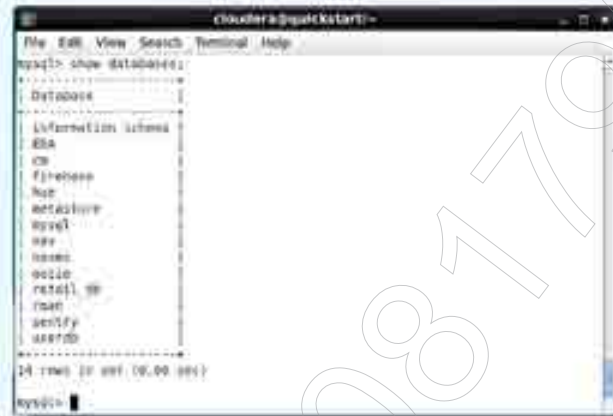 cloudera@quickstart:~
File Edit View Search Terminal Help
mysql> show databases;
+--------------------+
| Database           |
+--------------------+
| information_schema |
| cm                 |
| firehose           |
| hue                |
| metastore          |
| mysql              |
| nav                |
| navms              |
| oozie              |
| retail_db          |
| rman               |
| sentry             |
| userdb             |
+--------------------+
14 rows in set (0.00 sec)
mysql>